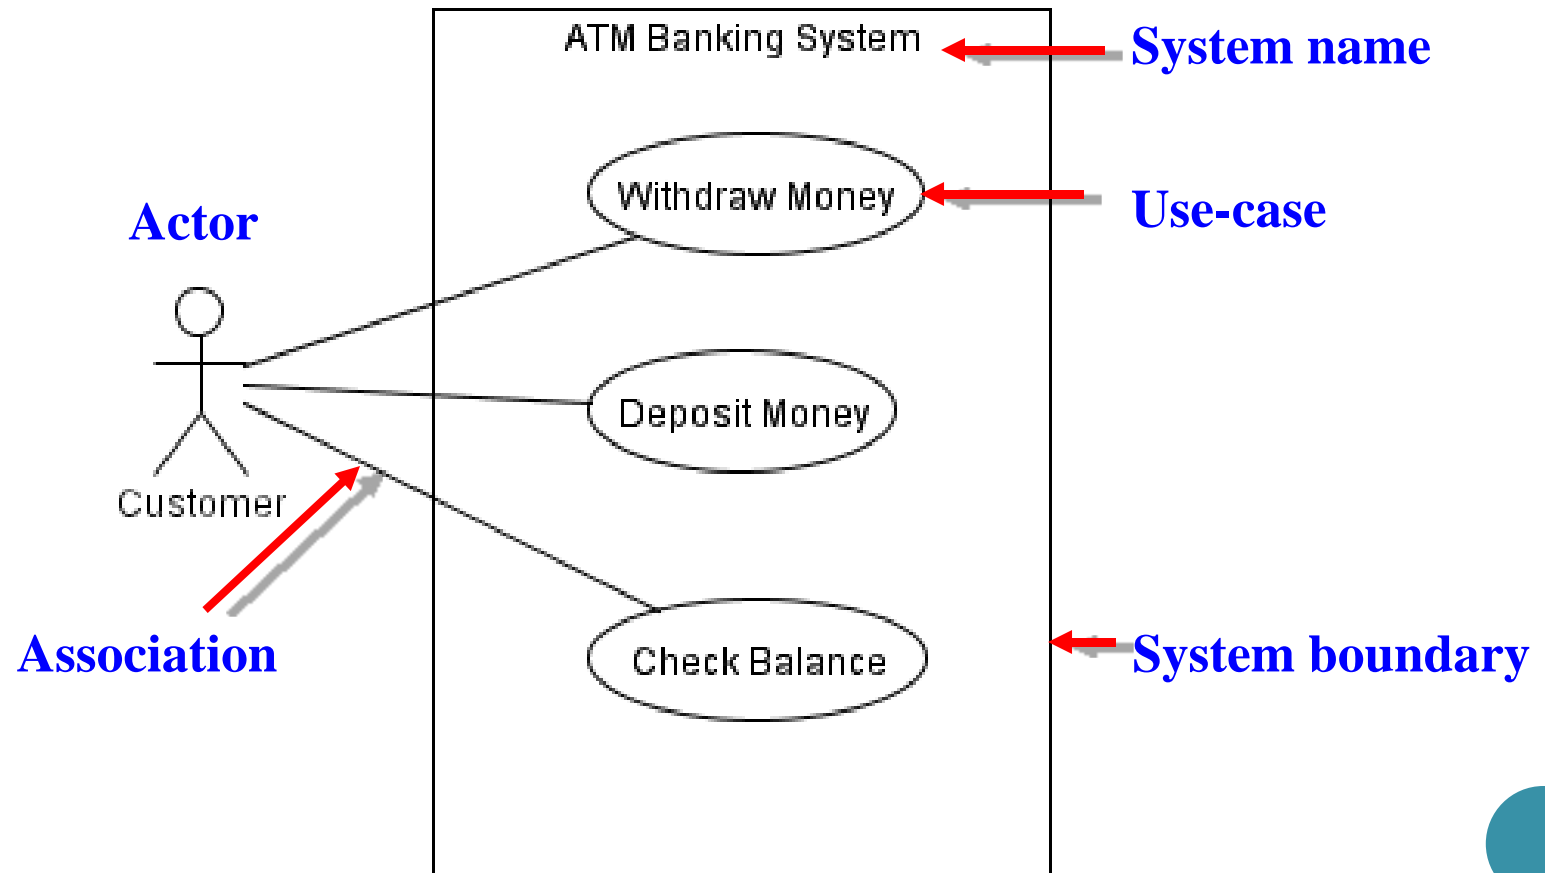 ATM Banking System
System name
Withdraw Money
Use-case
Actor
Deposit Money
Customer
Association
Check Balance
System boundary